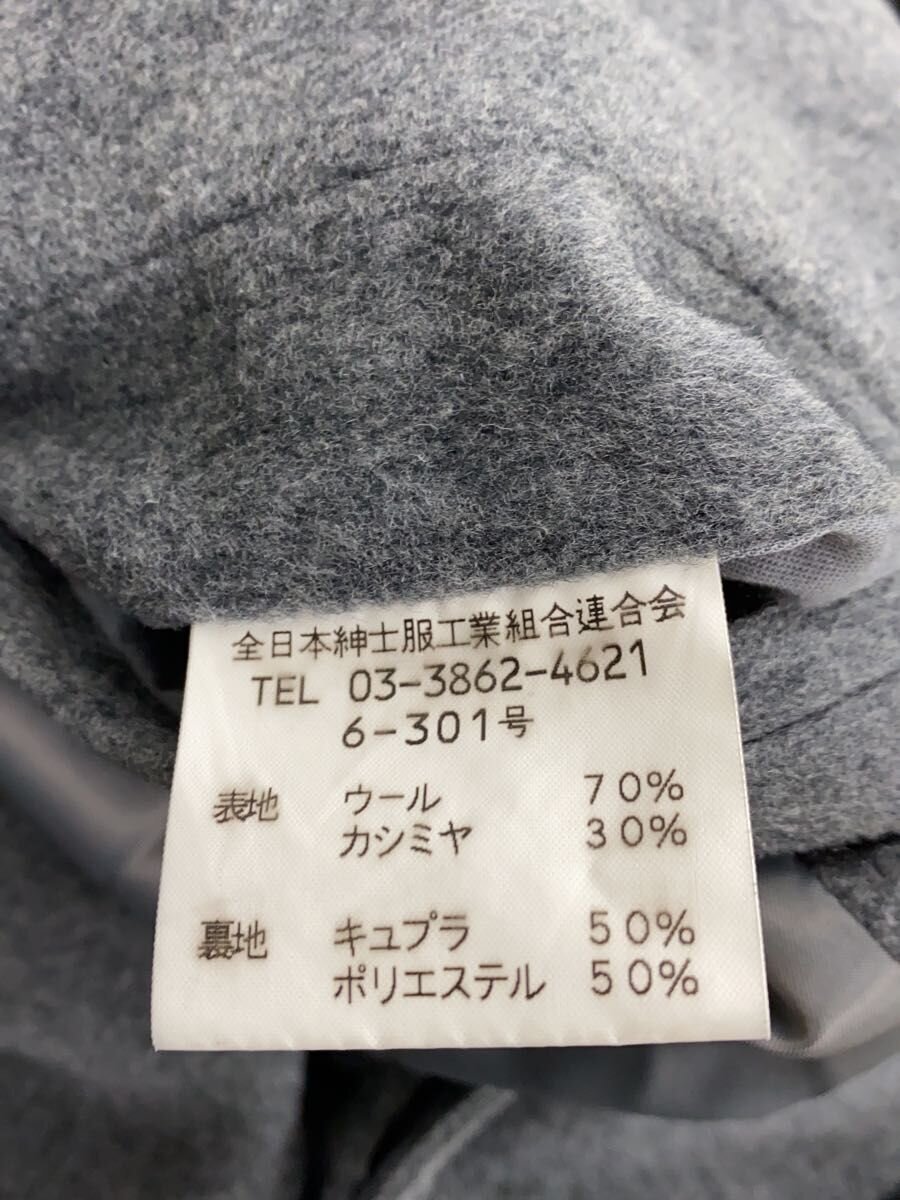 全日本紳士服工業組合連合会
TEL 03-3862-4621
6-301号
表地 ウール 70%
カシミヤ 30%
裏地 キュプラ 50%
ポリエステル 50%